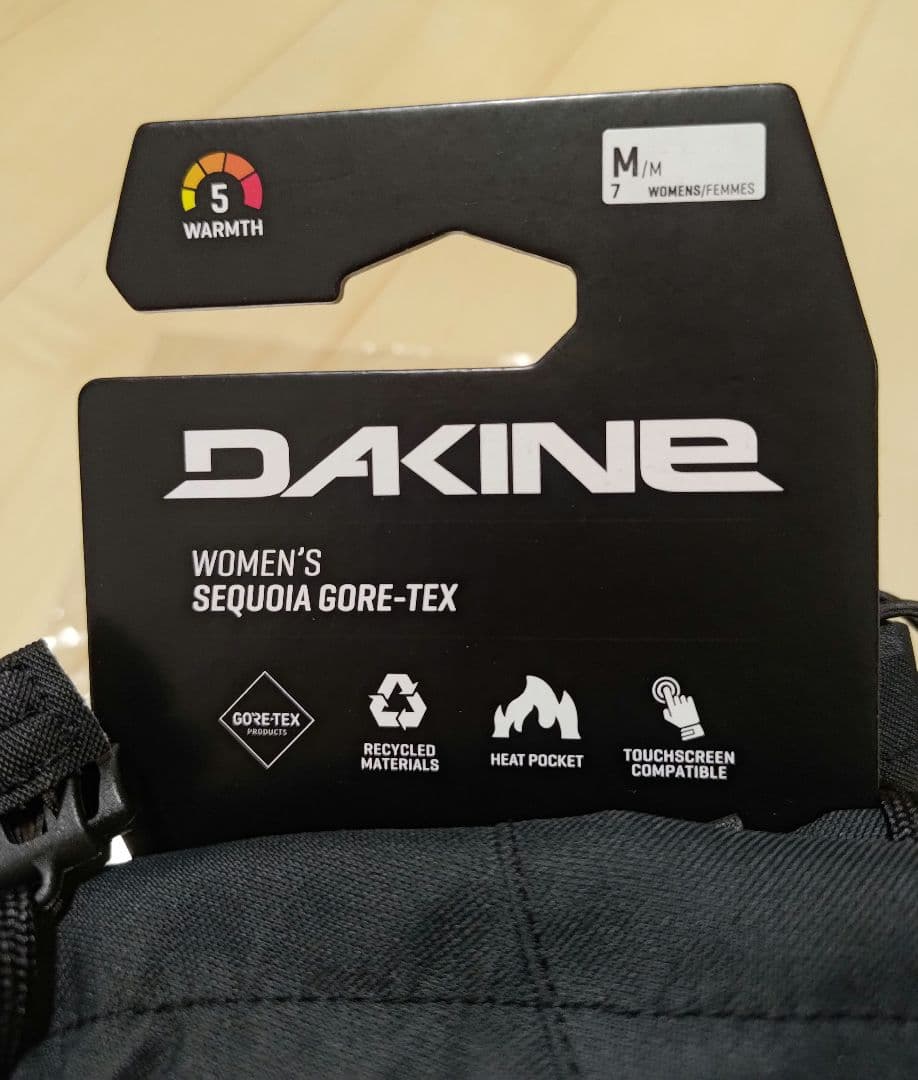 5
WARMTH
M/M
7 WOMENS/FEMMES
DAKINE
WOMEN'S
SEQUOIA GORE-TEX
GORE-TEX
PRODUCTS
RECYCLED
MATERIALS
HEAT POCKET
TOUCHSCREEN
COMPATIBLE